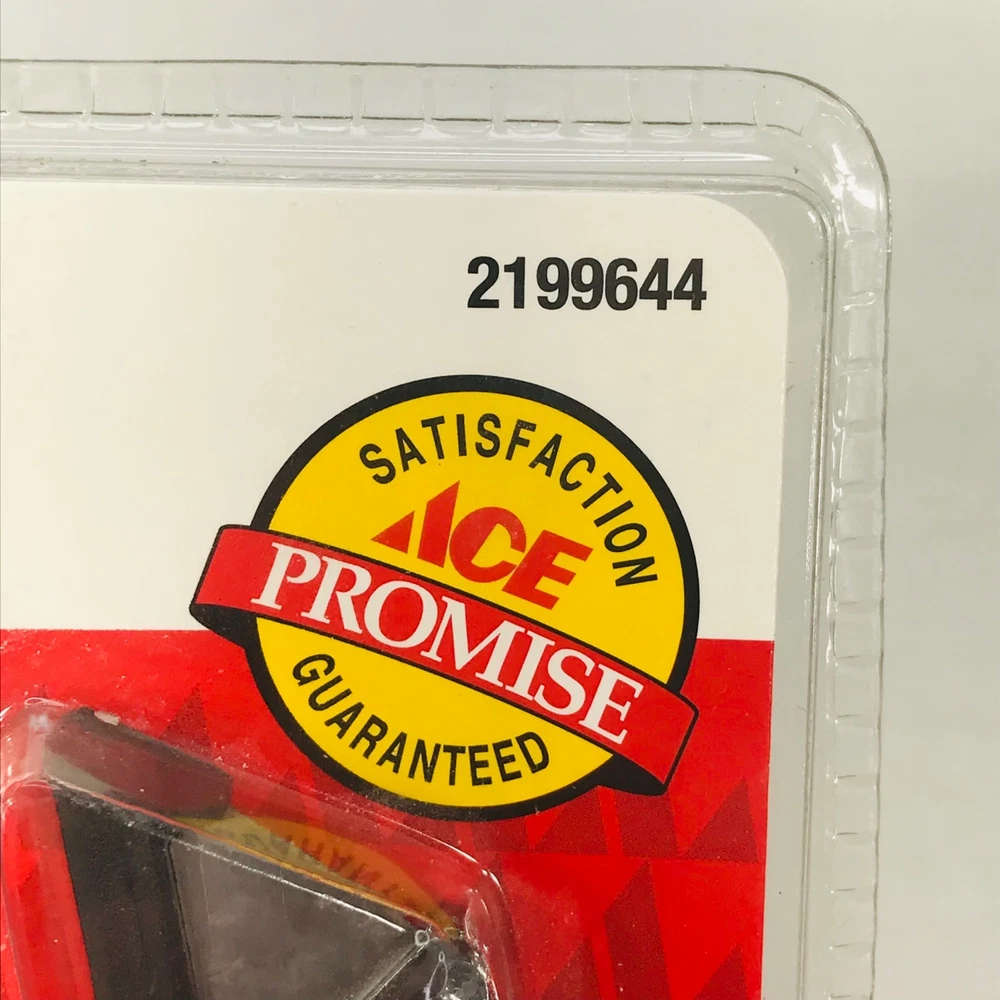 2199644
SATISFACTION
ACE
PROMISE
GUARANTEED